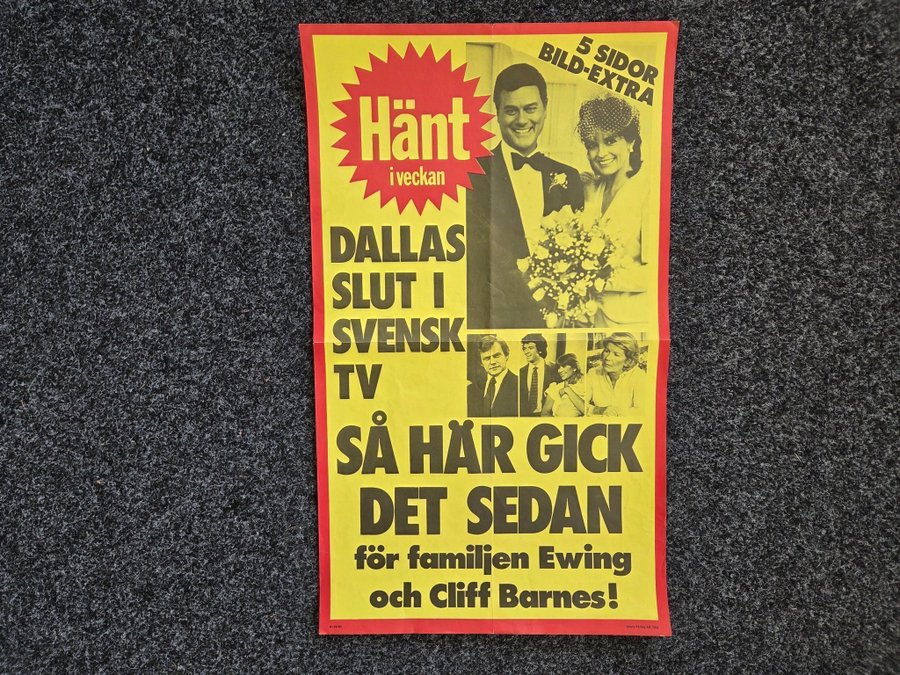 5 SIDOR
BILD-EXTRA
Hänt
i veckan
DALLAS
SLUT I
SVENSK
TV
SÅ HÄR GICK
DET SEDAN
för familjen Ewing
och Cliff Barnes!